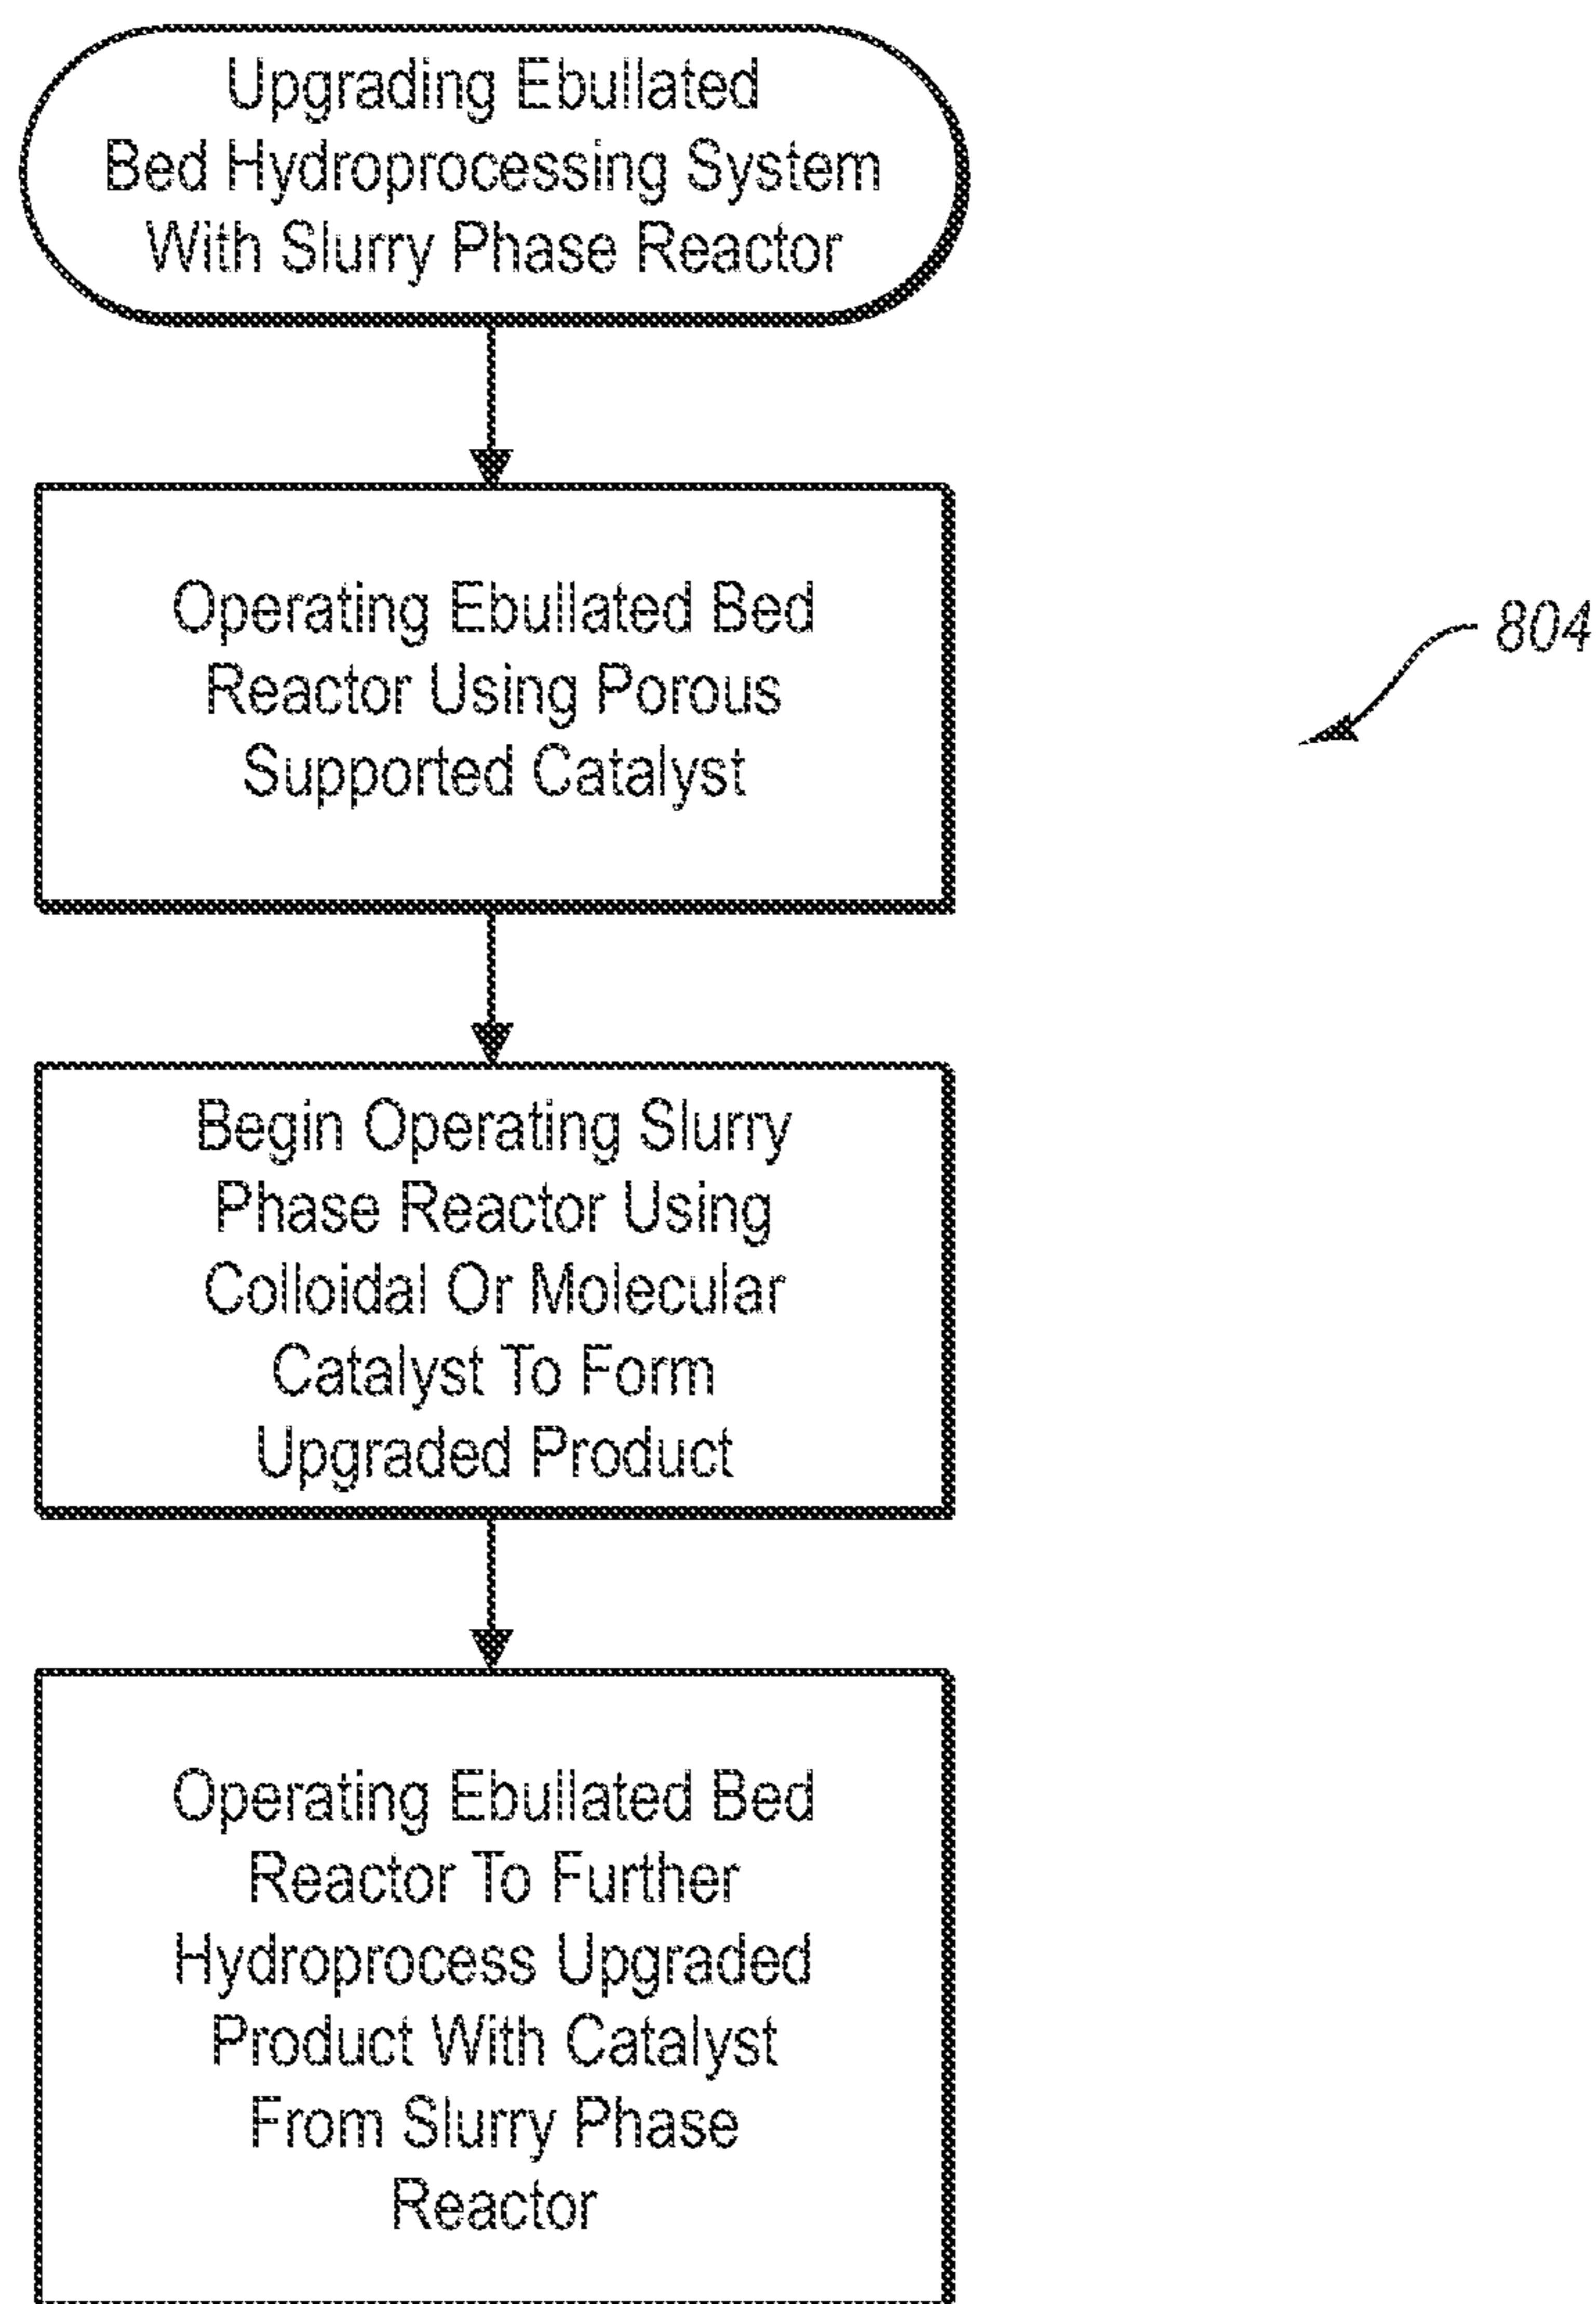 Upgrading Ebullated
Bed Hydroprocessing System
With Slurry Phase Reactor
Operating Ebullated Bed
Reactor Using Porous
Supported Catalyst
804
Begin Operating Slurry
Phase Reactor Using
Colloidal Or Molecular
Catalyst To Form
Upgraded Product
Operating Ebullated Bed
Reactor To Further
Hydroprocess Upgraded
Product With Catalyst
From Slurry Phase
Reactor